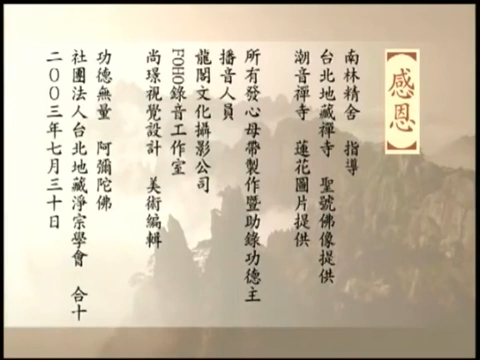 【感恩】
南林精舍　指導
台北地藏禪寺　聖號佛像提供
潮音禪寺　蓮花圖片提供
所有發心母帶製作暨助錄功德主
播音人員
龍閣文化攝影公司
FOHO錄音工作室
尚璟視覺設計　美術編輯
功德無量　阿彌陀佛
社團法人台北地藏淨宗學會　合十
二00三年七月三十日